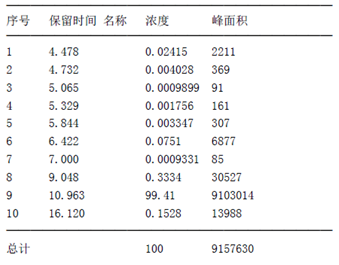 序号 保留时间 名称 浓度 峰面积
1 4.478 0.02415 2211
2 4.732 0.004028 369
3 5.065 0.0009899 91
4 5.329 0.001756 161
5 5.844 0.003347 307
6 6.422 0.0751 6877
7 7.000 0.0009331 85
8 9.048 0.3334 30527
9 10.963 99.41 9103014
10 16.120 0.1528 13988
总计 100 9157630